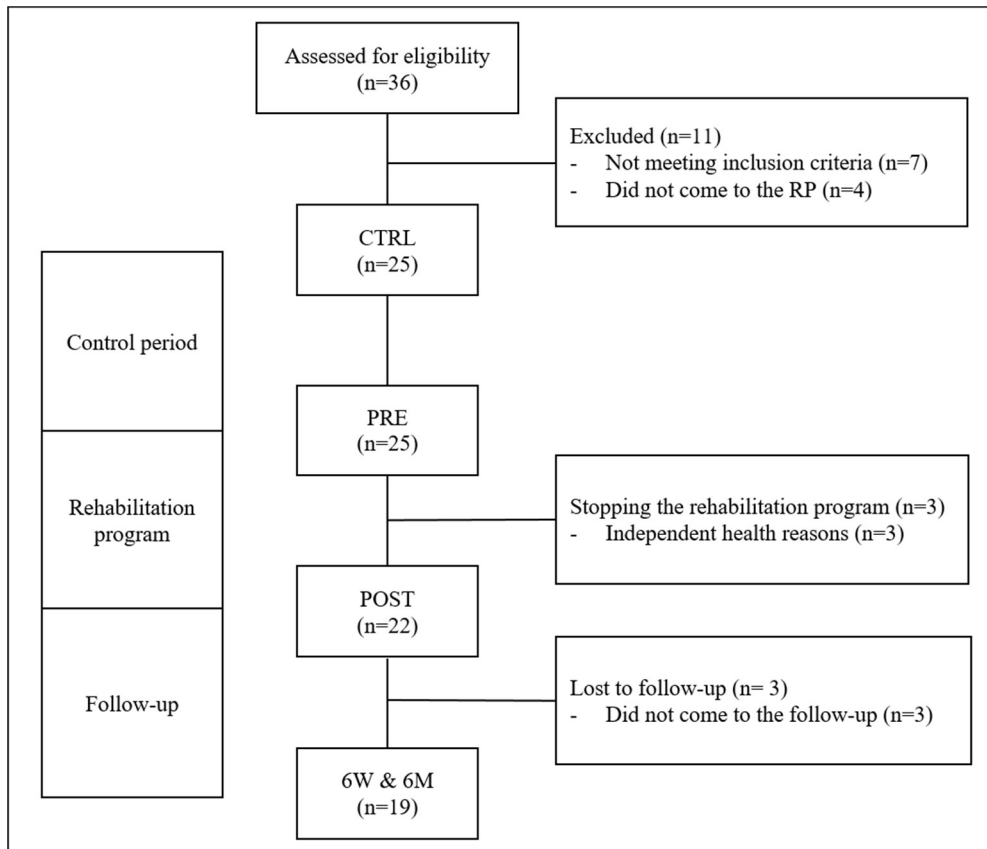 Assessed for eligibility
(n=36)
Excluded (n=11)
- Not meeting inclusion criteria (n=7)
- Did not come to the RP (n=4)
CTRL
(n=25)
Control period
PRE
(n=25)
Rehabilitation
program
Stopping the rehabilitation program (n=3)
- Independent health reasons (n=3)
POST
(n=22)
Follow-up
Lost to follow-up (n= 3)
- Did not come to the follow-up (n=3)
6W & 6M
(n=19)